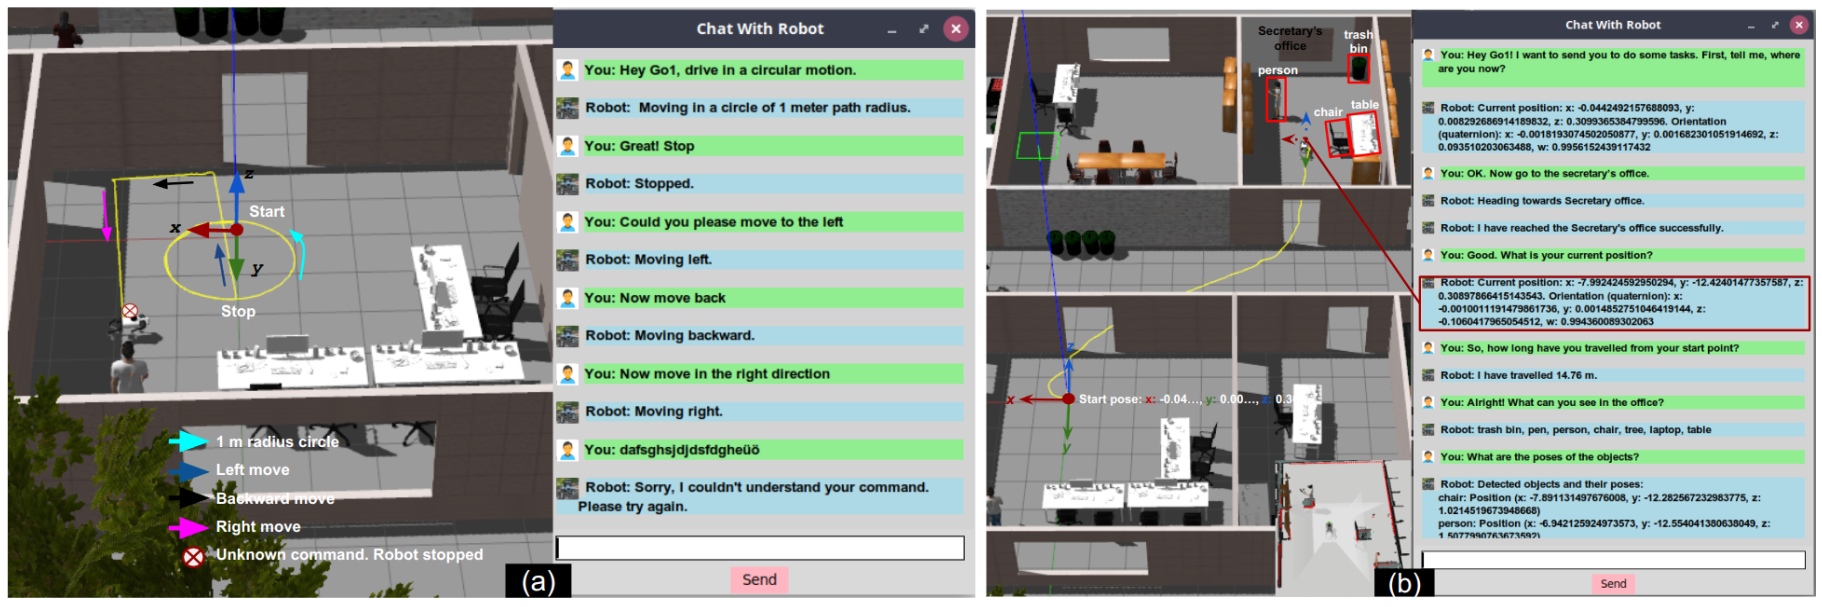 z
Start
x
y
Stop
1 m radius circle
Left move
Backward move
Right move
Unknown command. Robot stopped
(a)
Chat With Robot
You: Hey Go1, drive in a circular motion.
Robot: Moving in a circle of 1 meter path radius.
You: Great! Stop
Robot: Stopped.
You: Could you please move to the left
Robot: Moving left.
You: Now move back
Robot: Moving backward.
You: Now move in the right direction
Robot: Moving right.
You: dafsghsjdjdsfdgheüö
Robot: Sorry, I couldn't understand your command.
Please try again.
Send
Secretary's
office
trash
bin
person
chair
table
z
x
Start pose: x: -0.04..., y: 0.00..., z: 0.3
y
(b)
Chat With Robot
You: Hey Go1! I want to send you to do some tasks. First, tell me, where
are you now?
Robot: Current position: x: -0.0442492157688093, y:
0.008292686914189832, z: 0.3099365384799596. Orientation
(quaternion): x: -0.00181930745020508​77, y: 0.001682301051914692, z:
0.093510203063488, w: 0.9956152439117432
You: OK. Now go to the secretary's office.
Robot: Heading towards Secretary office.
Robot: I have reached the Secretary's office successfully.
You: Good. What is your current position?
Robot: Current position: x: -7.992424592950294, y: -12.42401477357587, z:
0.30897866415143543. Orientation (quaternion): x:
-0.0010011191479861736, y: 0.0014852751046419144, z:
-0.1060417965054512, w: 0.994360089302063
You: So, how long have you travelled from your start point?
Robot: I have travelled 14.76 m.
You: Alright! What can you see in the office?
Robot: trash bin, pen, person, chair, tree, laptop, table
You: What are the poses of the objects?
Robot: Detected objects and their poses:
chair: Position (x: -7.891131497676008, y: -12.282567232983775, z:
1.0214519673948668)
person: Position (x: -6.942125924973573, y: -12.554041380638049, z:
1.5077990763673592)
Send